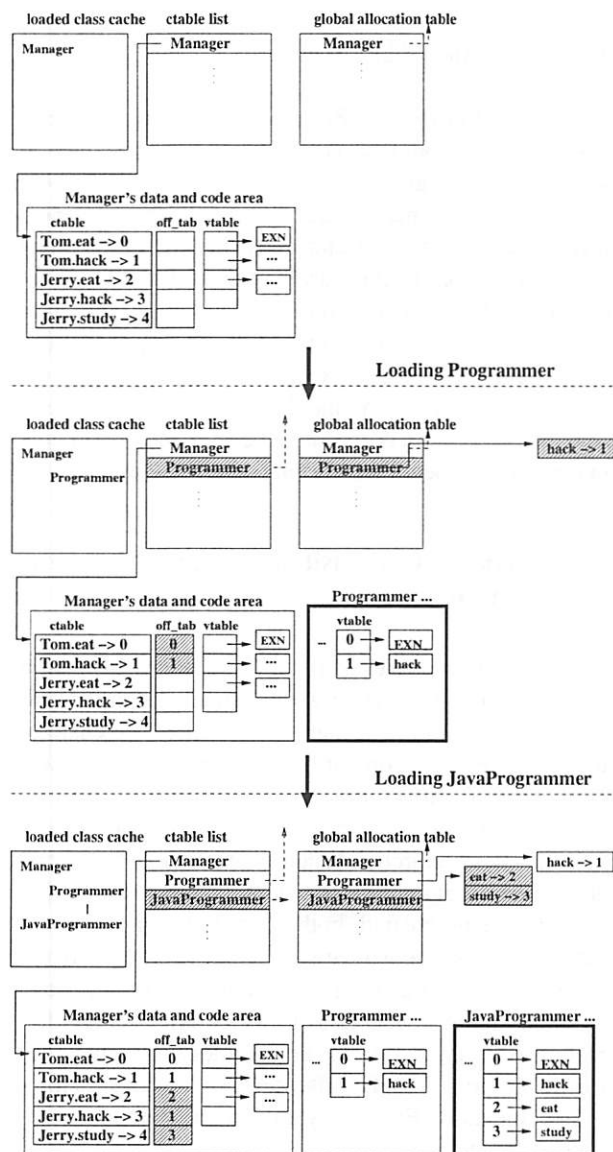 loaded class cache ctable list global allocation table
Manager Manager Manager
Manager's data and code area
ctable off_tab vtable
Tom.eat -> 0 EXN
Tom.hack -> 1 ...
Jerry.eat -> 2 ...
Jerry.hack -> 3
Jerry.study -> 4
Loading Programmer
loaded class cache ctable list global allocation table
Manager Manager Manager hack -> 1
Programmer Programmer Programmer
Manager's data and code area Programmer ...
ctable off_tab vtable vtable
Tom.eat -> 0 0 EXN ... 0 EXN
Tom.hack -> 1 1 ... 1 hack
Jerry.eat -> 2 ...
Jerry.hack -> 3
Jerry.study -> 4
Loading JavaProgrammer
loaded class cache ctable list global allocation table
Manager Manager Manager hack -> 1
Programmer Programmer Programmer eat -> 2
JavaProgrammer JavaProgrammer JavaProgrammer study -> 3
Manager's data and code area Programmer ... JavaProgrammer ...
ctable off_tab vtable vtable vtable
Tom.eat -> 0 0 EXN ... 0 EXN ... 0 EXN
Tom.hack -> 1 1 ... 1 hack 1 hack
Jerry.eat -> 2 2 ... 2 eat
Jerry.hack -> 3 1 3 study
Jerry.study -> 4 3